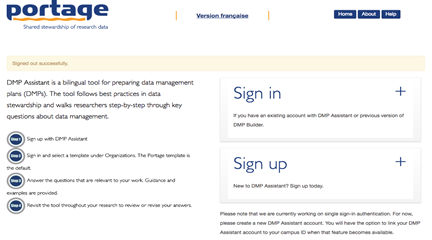 portage
Shared stewardship of research data
Version française
Home About Help
Signed out successfully.
DMP Assistant is a bilingual tool for preparing data management
plans (DMPs). The tool follows best practices in data
stewardship and walks researchers step-by-step through key
questions about data management.
Step 1 Sign up with DMP Assistant
Step 2 Sign in and select a template under Organizations. The Portage template is
the default.
Step 3 Answer the questions that are relevant to your work. Guidance and
examples are provided.
Step 4 Revisit the tool throughout your research to review or revise your answers.
Sign in +
If you have an existing account with DMP Assistant or previous version of
DMP Builder.
Sign up +
New to DMP Assistant? Sign up today.
Please note that we are currently working on single sign-in authentication. For now,
please create a new DMP Assistant account. You will have the option to link your DMP
Assistant account to your campus ID when that feature becomes available.